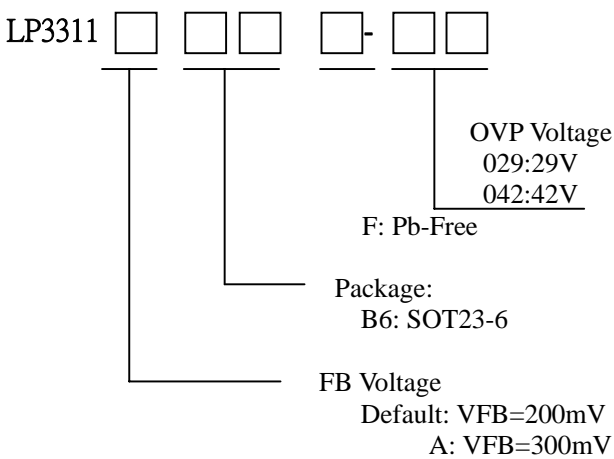 LP3311 □ □□ □-□□
OVP Voltage
029:29V
042:42V
F: Pb-Free
Package:
B6: SOT23-6
FB Voltage
Default: VFB=200mV
A: VFB=300mV